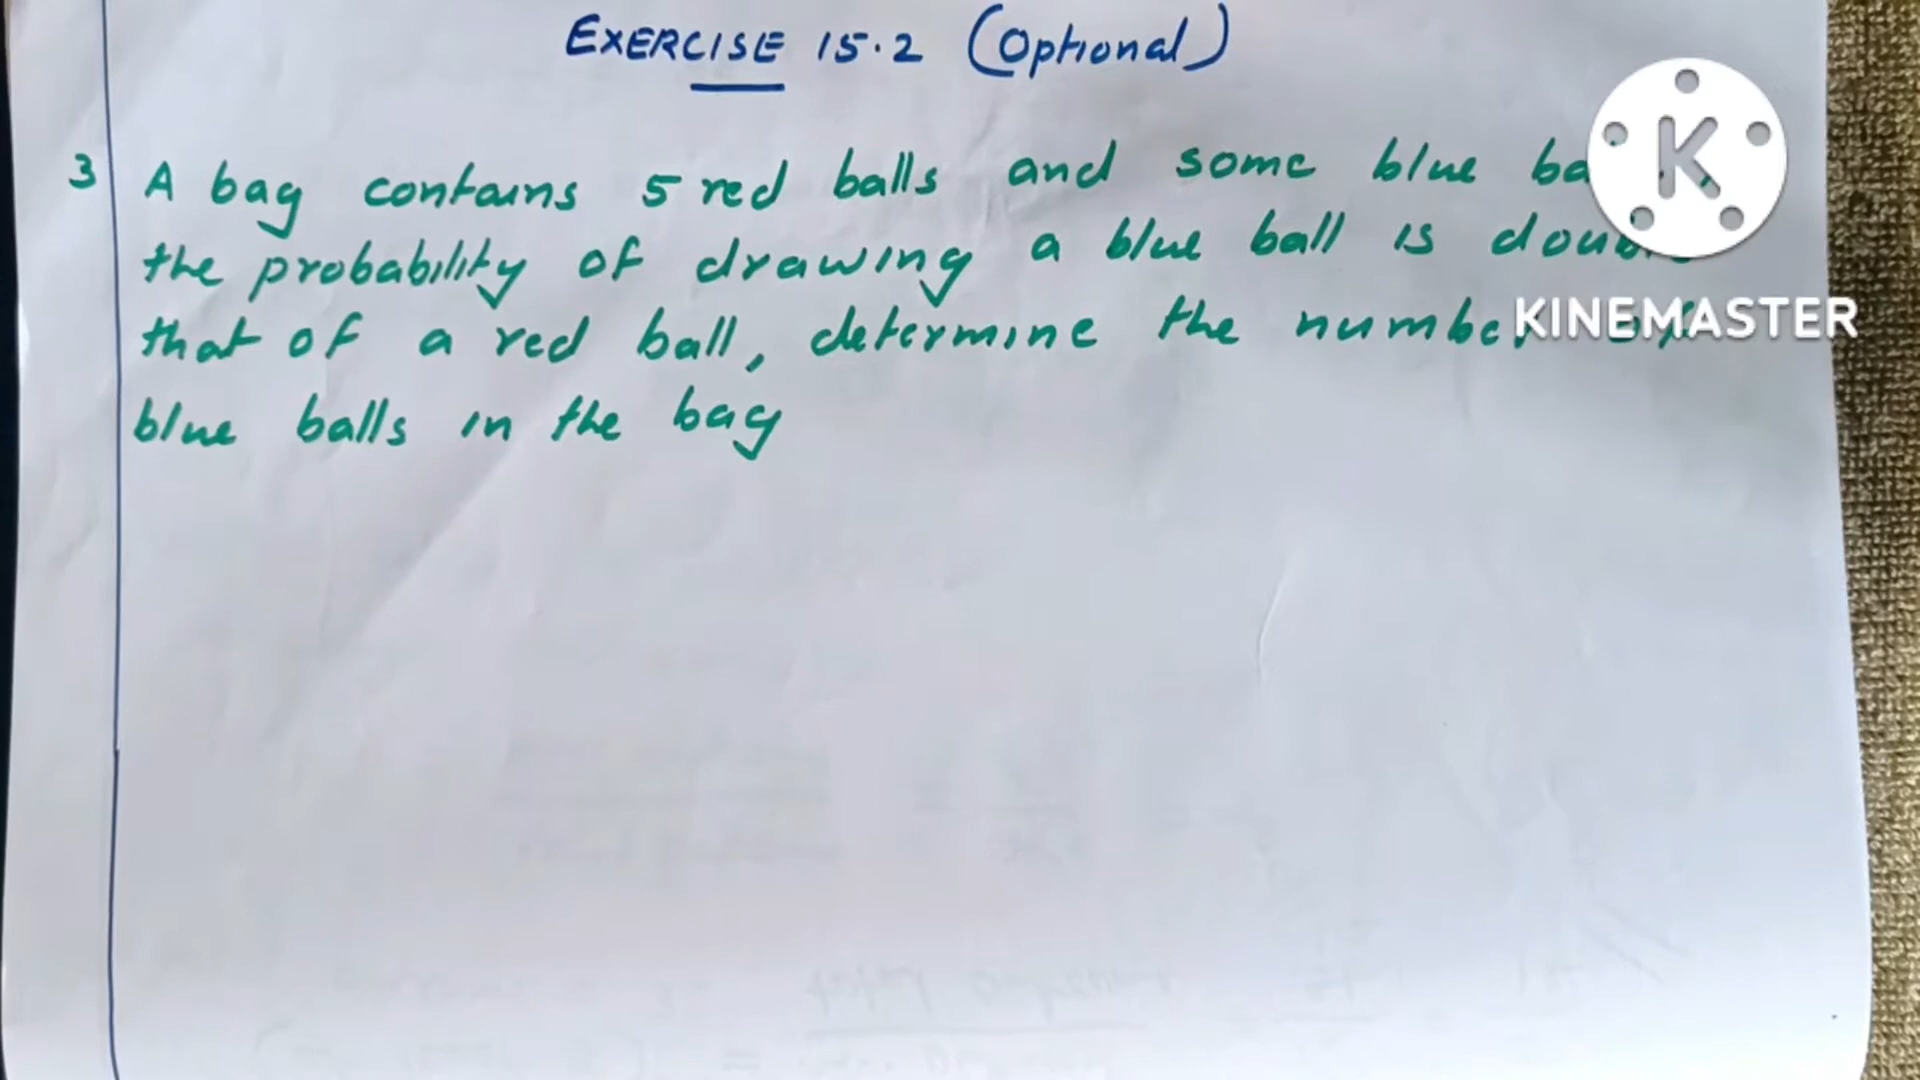 EXERCISE 15.2 (Optional)
3 A bag contains 5 red balls and some blue
the probability of drawing a blue ball is
that of a red ball, determine the
blue balls in the bag
K
KINEMASTER